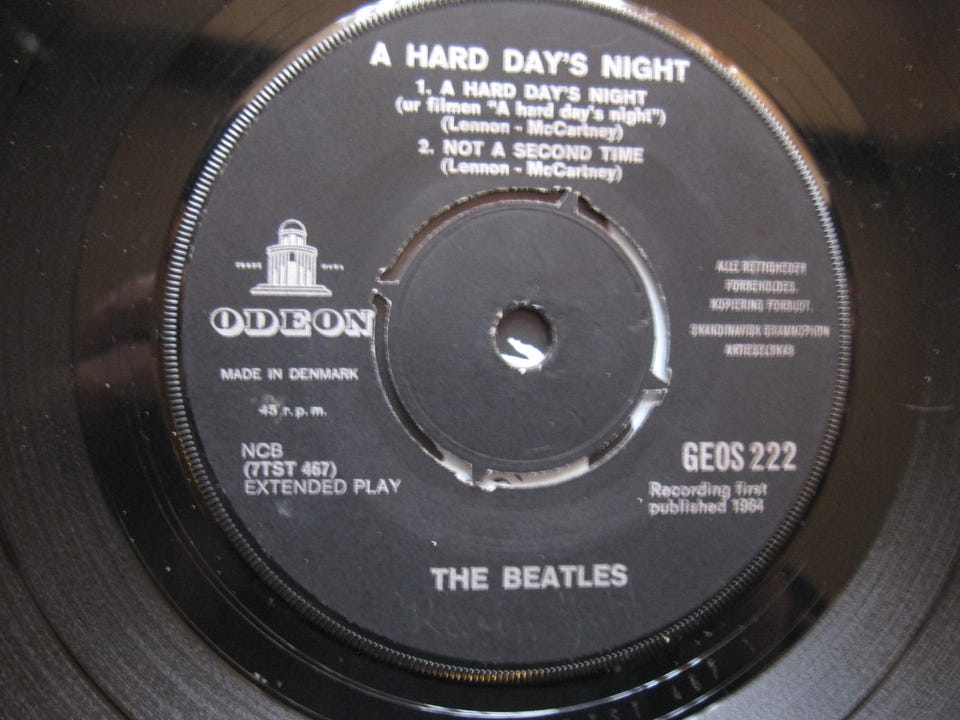 A HARD DAY'S NIGHT
1. A HARD DAY'S NIGHT
(ur filmen "A hard day's night")
(Lennon - McCartney)
2. NOT A SECOND TIME
(Lennon - McCartney)
TRADE MARK
ODEON
MADE IN DENMARK
45 r.p.m.
NCB
(7TST 467)
EXTENDED PLAY
ALLE RETTIGHEDER
FORBEHOLDES.
KOPIERING FORBUDT.
SKANDINAVISK GRAMMOPHON
AKTIESELSKAB
GEOS 222
Recording first
published 1964
THE BEATLES